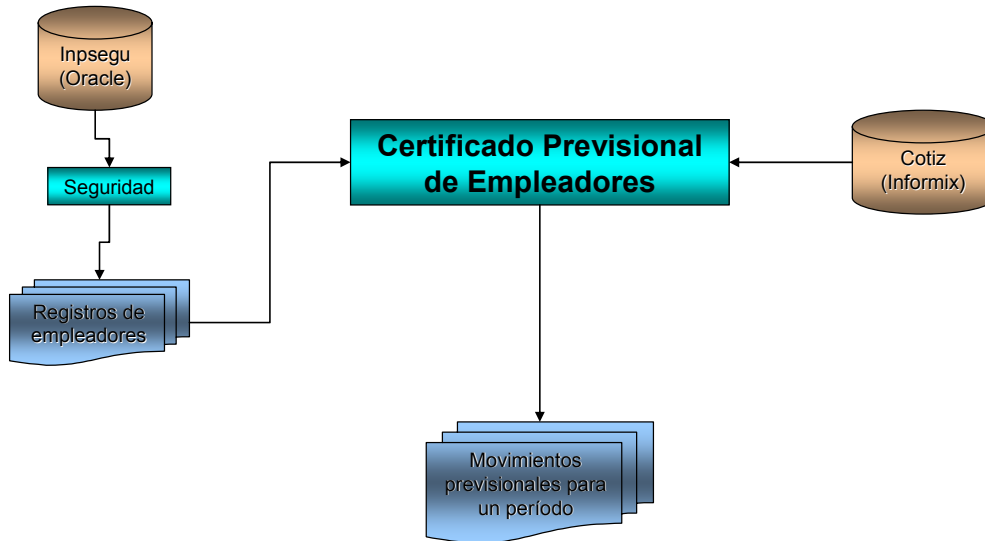 Inpsegu
(Oracle)
Certificado Previsional
de Empleadores
Cotiz
(Informix)
Seguridad
Registros de
empleadores
Movimientos
previsionales para
un período